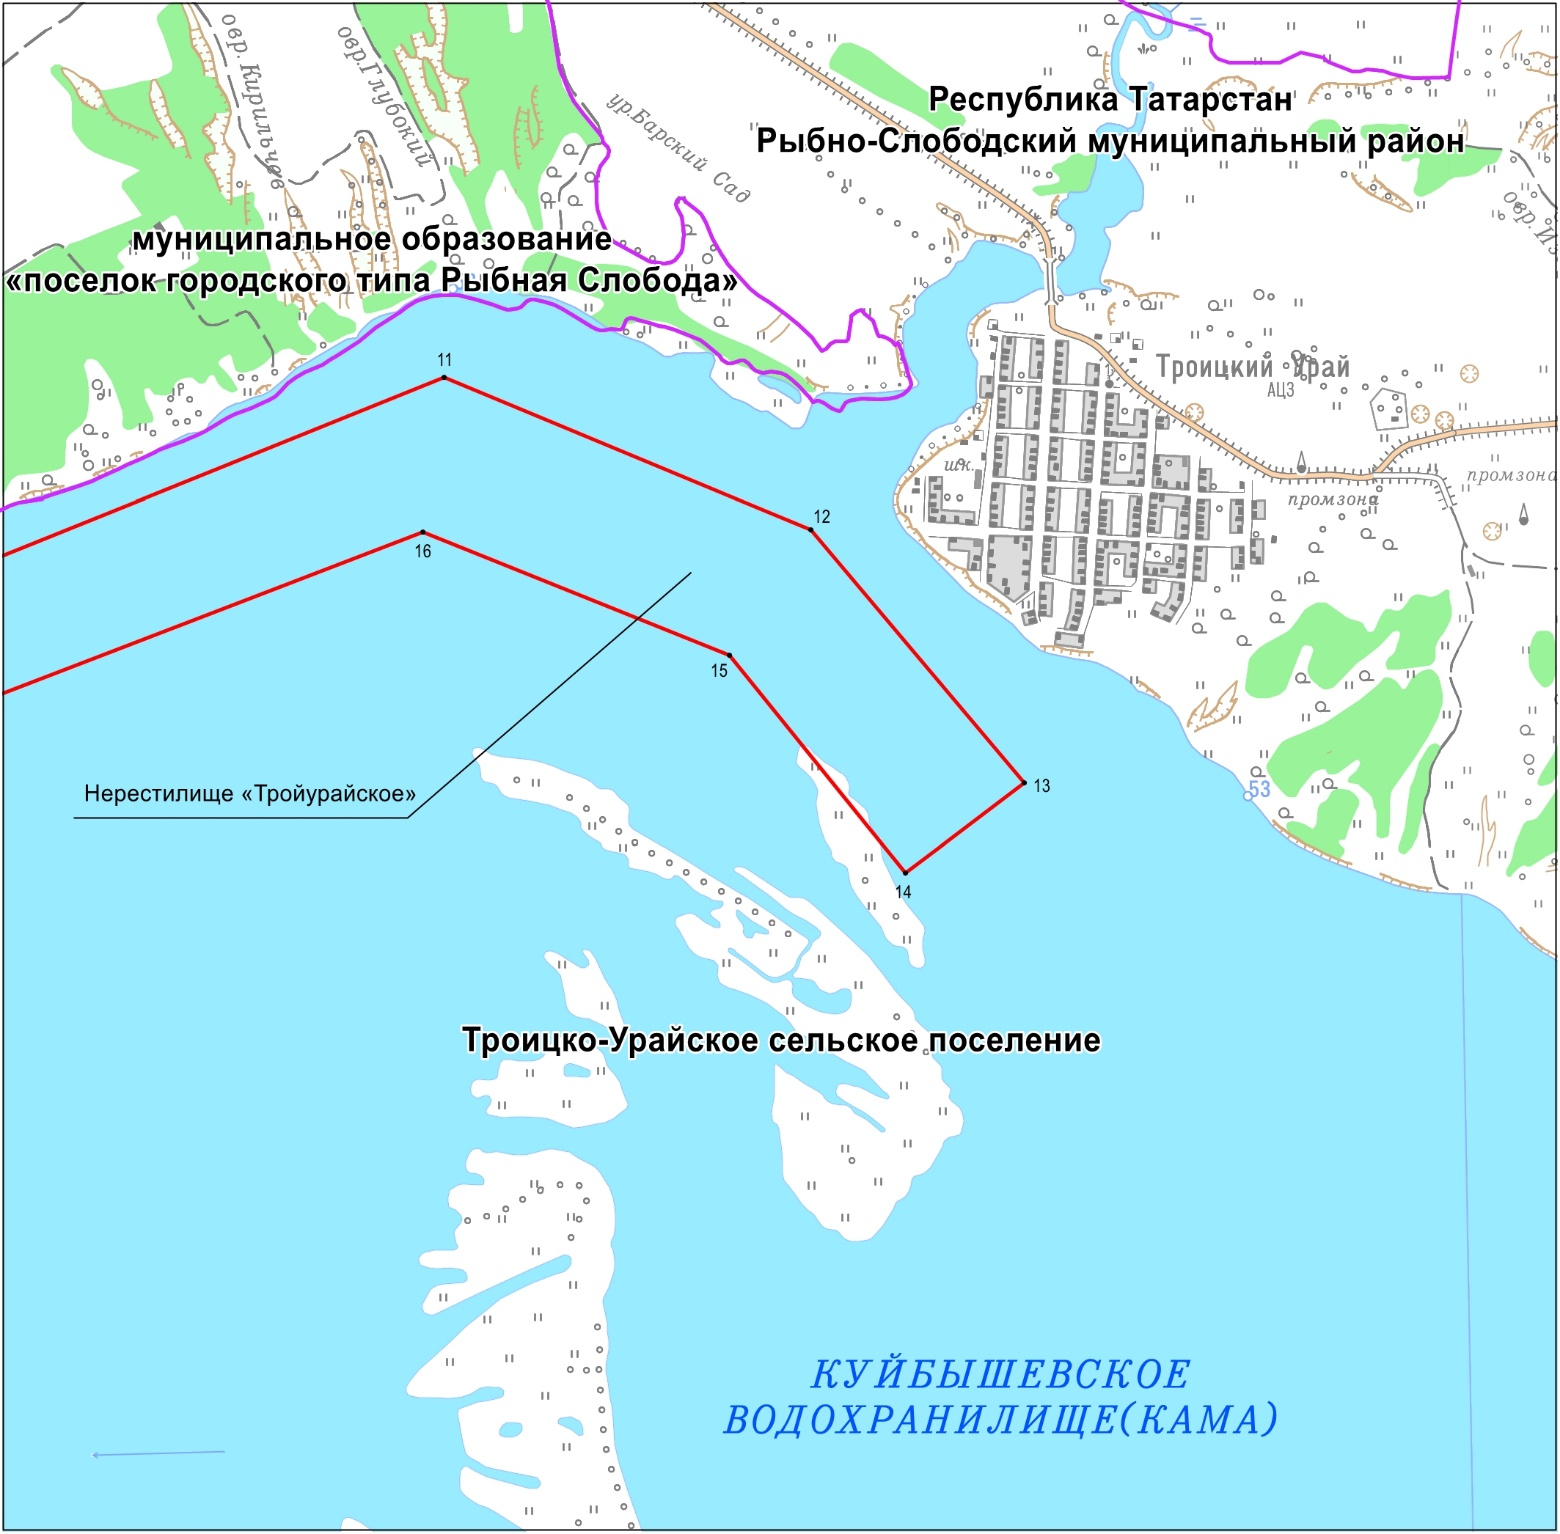 овр. Кирильчев
овр.Глубокий
ур.Барский Сад
Республика Татарстан
Рыбно-Слободский муниципальный район
муниципальное образование
«поселок городского типа Рыбная Слобода»
11
Троицкий Урай
АЦЗ
шк.
промзона
промзона
12
16
15
13
53
Нерестилище «Тройурайское»
14
Троицко-Урайское сельское поселение
КУЙБЫШЕВСКОЕ
ВОДОХРАНИЛИЩЕ(КАМА)